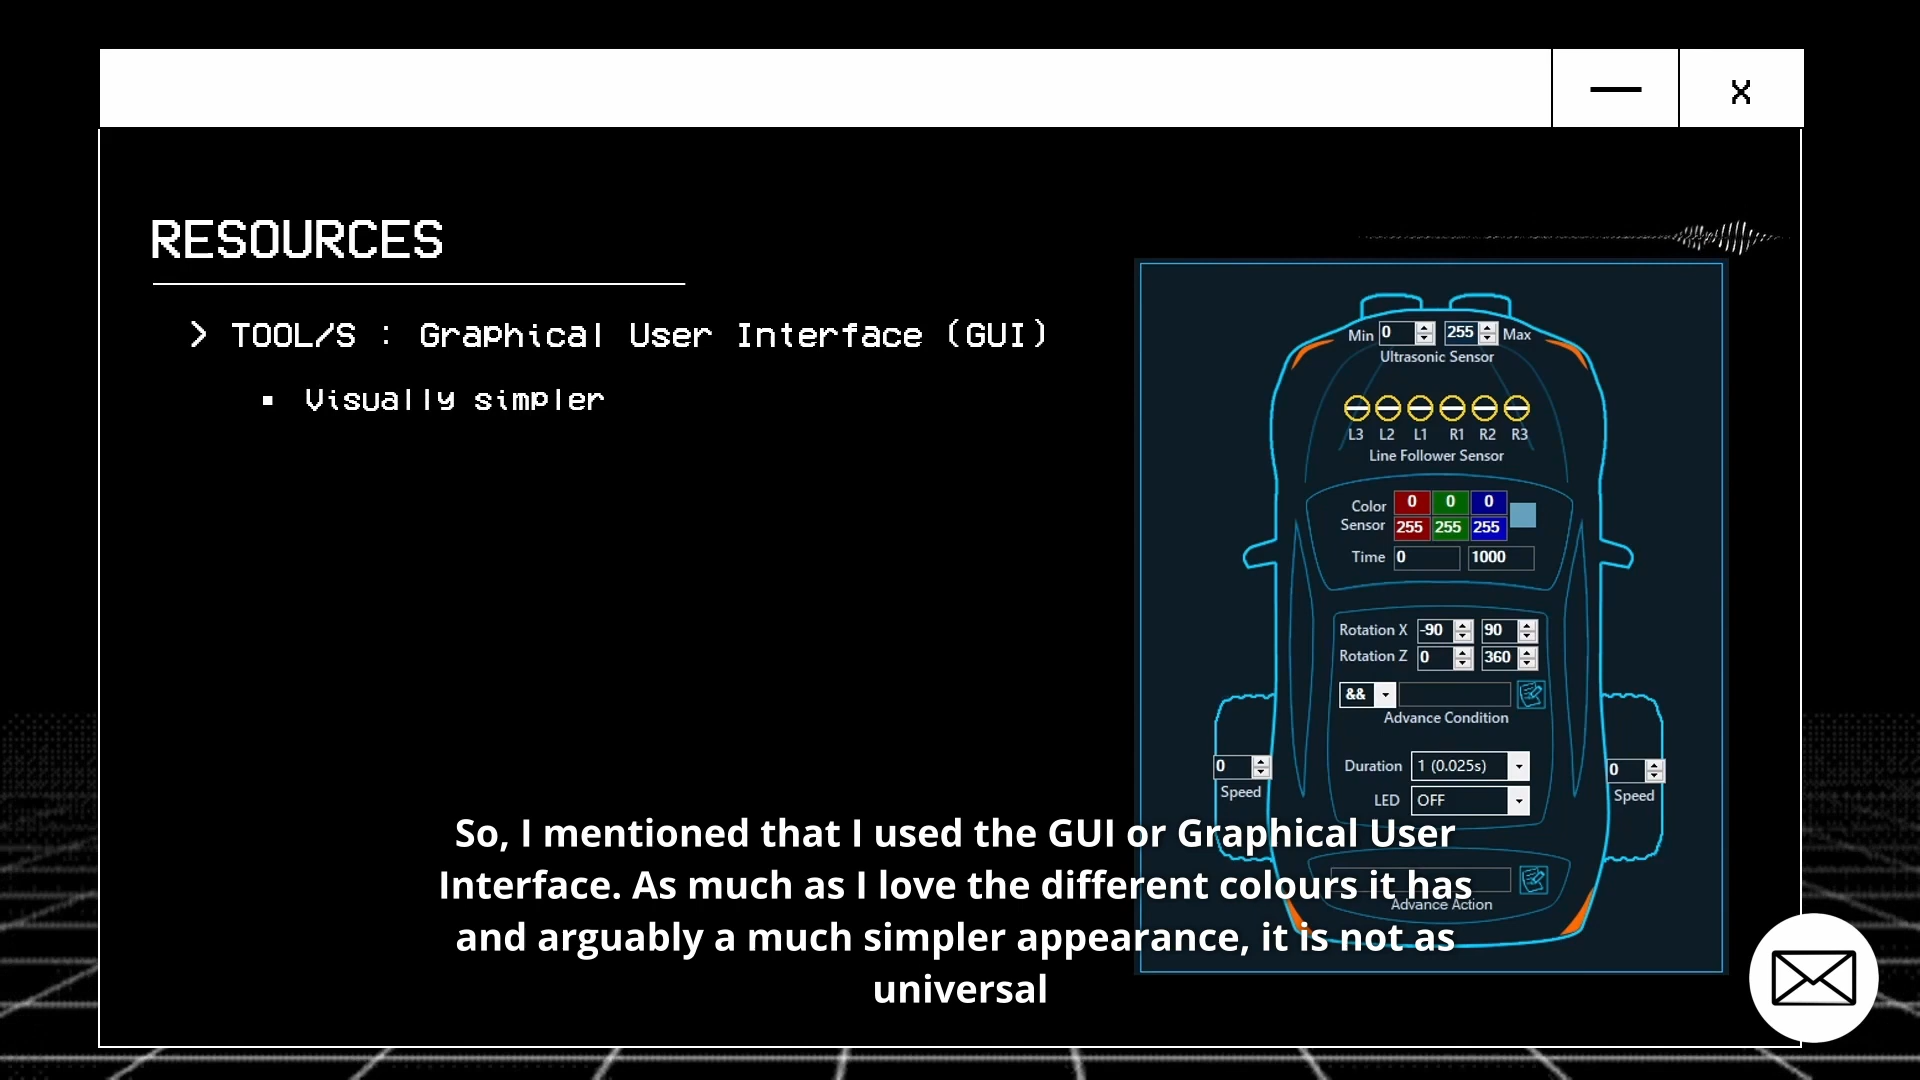 X
RESOURCES
> TOOL/S : Graphical User Interface (GUI)
▪ Visually simpler
Min 0 255 Max
Ultrasonic Sensor
L3 L2 L1 R1 R2 R3
Line Follower Sensor
Color Sensor
0 0 0
255 255 255
Time 0 1000
Rotation X -90 90
Rotation Z 0 360
&&
Advance Condition
Duration 1 (0.025s)
LED OFF
0
Speed
0
Speed
Advance Action
So, I mentioned that I used the GUI or Graphical User
Interface. As much as I love the different colours it has
and arguably a much simpler appearance, it is not as
universal